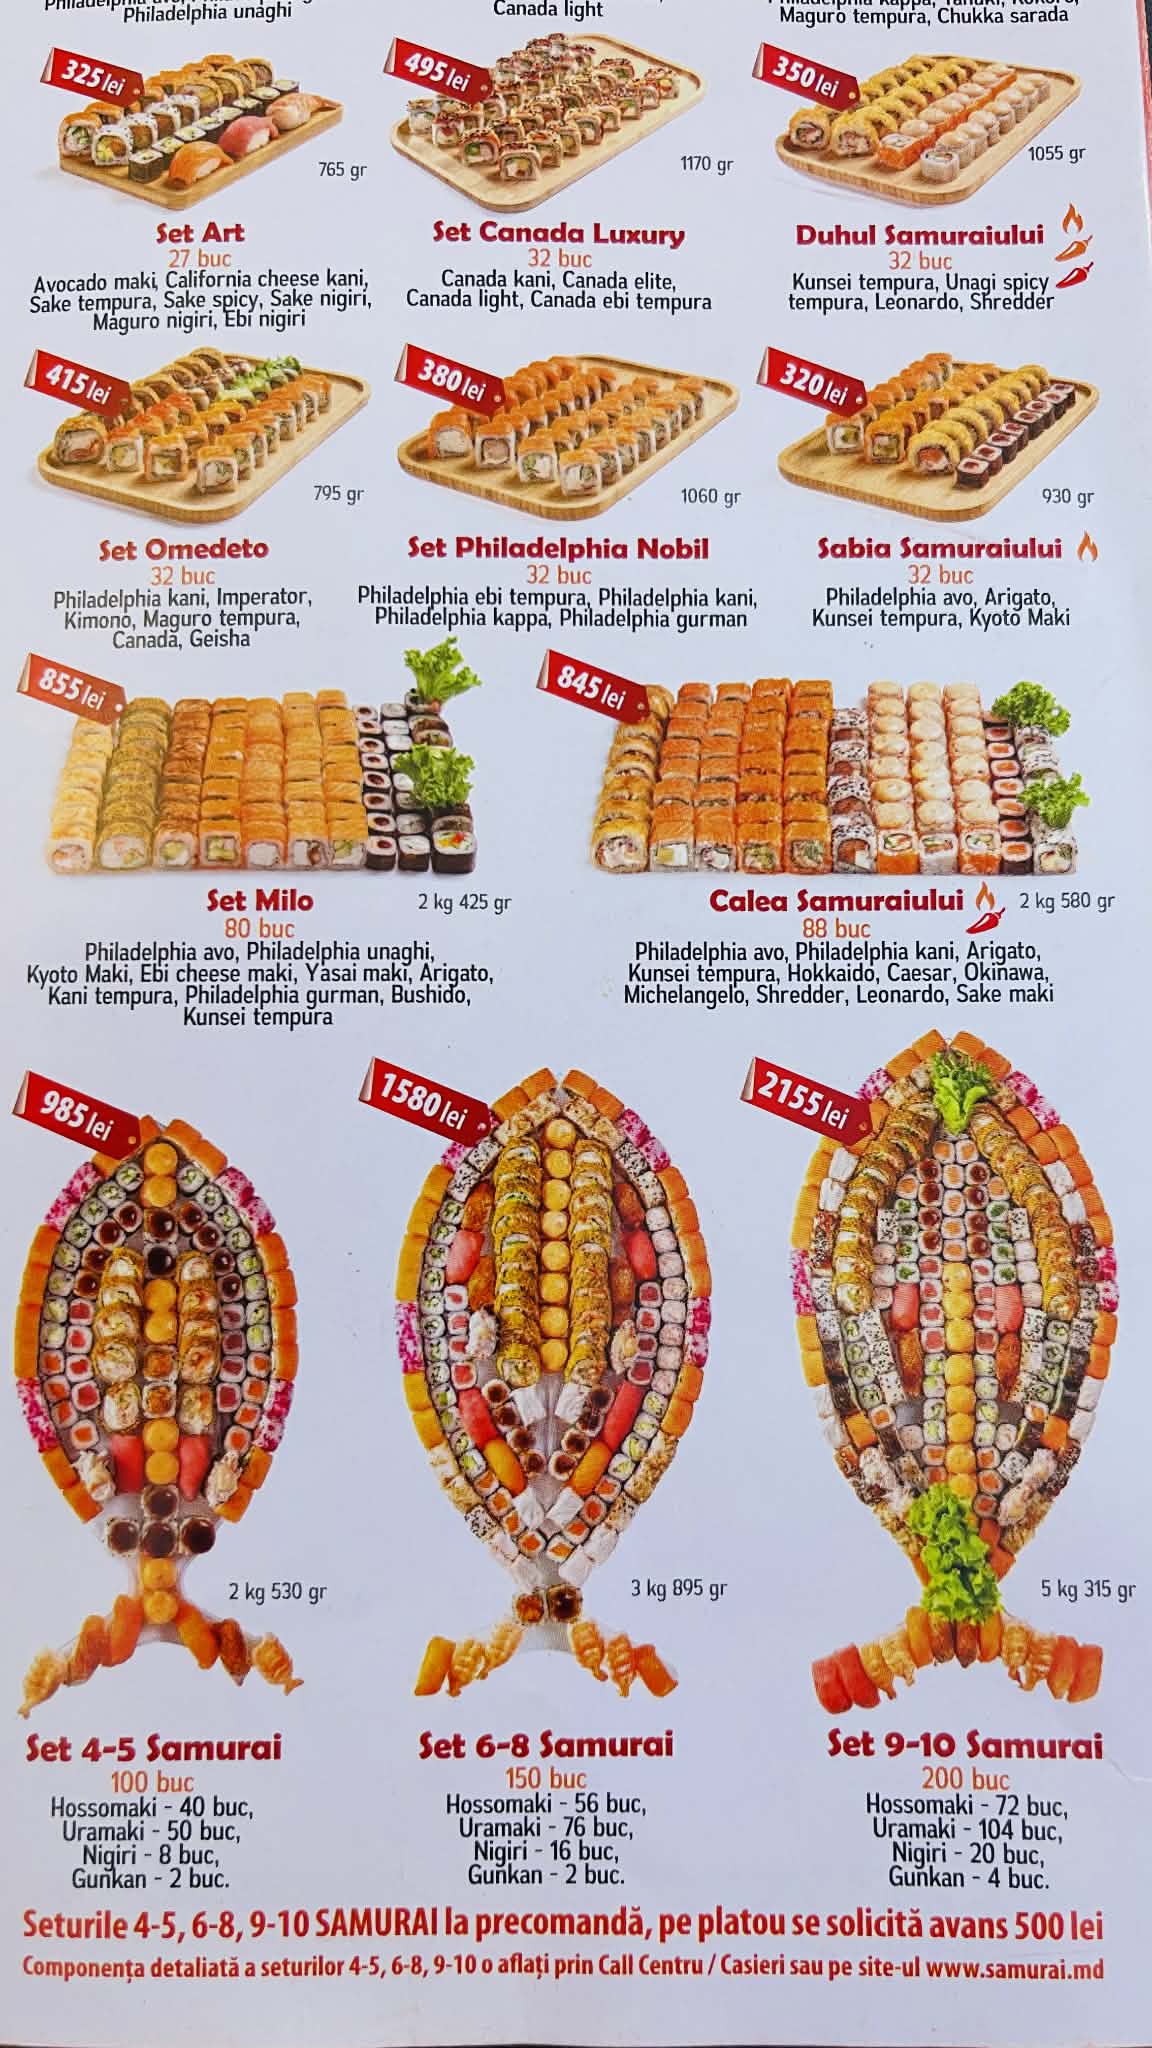 Philadelphia unaghi
Canada light
Maguro tempura, Chukka sarada
325 lei
765 gr
Set Art
27 buc
Avocado maki, California cheese kani,
Sake tempura, Sake spicy, Sake nigiri,
Maguro nigiri, Ebi nigiri
495 lei
1170 gr
Set Canada Luxury
32 buc
Canada kani, Canada elite,
Canada light, Canada ebi tempura
350 lei
1055 gr
Duhul Samuraiului
32 buc
Kunsei tempura, Unagi spicy
tempura, Leonardo, Shredder
415 lei
795 gr
Set Omedeto
32 buc
Philadelphia kani, Imperator,
Kimono, Maguro tempura,
Canada, Geisha
380 lei
1060 gr
Set Philadelphia Nobil
32 buc
Philadelphia ebi tempura, Philadelphia kani,
Philadelphia kappa, Philadelphia gurman
320 lei
930 gr
Sabia Samuraiului
32 buc
Philadelphia avo, Arigato,
Kunsei tempura, Kyoto Maki
855 lei
Set Milo
2 kg 425 gr
80 buc
Philadelphia avo, Philadelphia unaghi,
Kyoto Maki, Ebi cheese maki, Yasai maki, Arigato,
Kani tempura, Philadelphia gurman, Bushido,
Kunsei tempura
845 lei
Calea Samuraiului
2 kg 580 gr
88 buc
Philadelphia avo, Philadelphia kani, Arigato,
Kunsei tempura, Hokkaido, Caesar, Okinawa,
Michelangelo, Shredder, Leonardo, Sake maki
985 lei
2 kg 530 gr
Set 4-5 Samurai
100 buc
Hossomaki - 40 buc,
Uramaki - 50 buc,
Nigiri - 8 buc,
Gunkan - 2 buc.
1580 lei
3 kg 895 gr
Set 6-8 Samurai
150 buc
Hossomaki - 56 buc,
Uramaki - 76 buc,
Nigiri - 16 buc,
Gunkan - 2 buc.
2155 lei
5 kg 315 gr
Set 9-10 Samurai
200 buc
Hossomaki - 72 buc,
Uramaki - 104 buc,
Nigiri - 20 buc,
Gunkan - 4 buc.
Seturile 4-5, 6-8, 9-10 SAMURAI la precomandă, pe platou se solicită avans 500 lei
Componența detaliată a seturilor 4-5, 6-8, 9-10 o aflați prin Call Centru / Casieri sau pe site-ul www.samurai.md